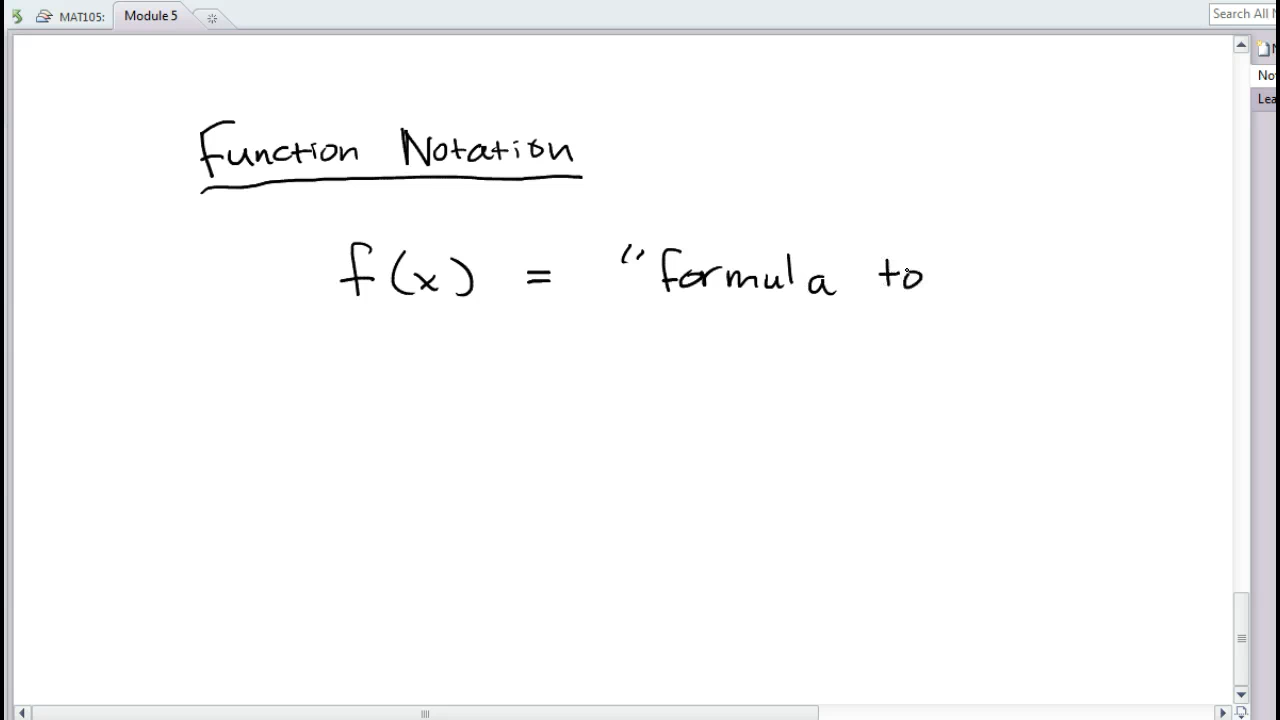 MAT105: Module 5
Search All
Function Notation
f(x) = "formula to